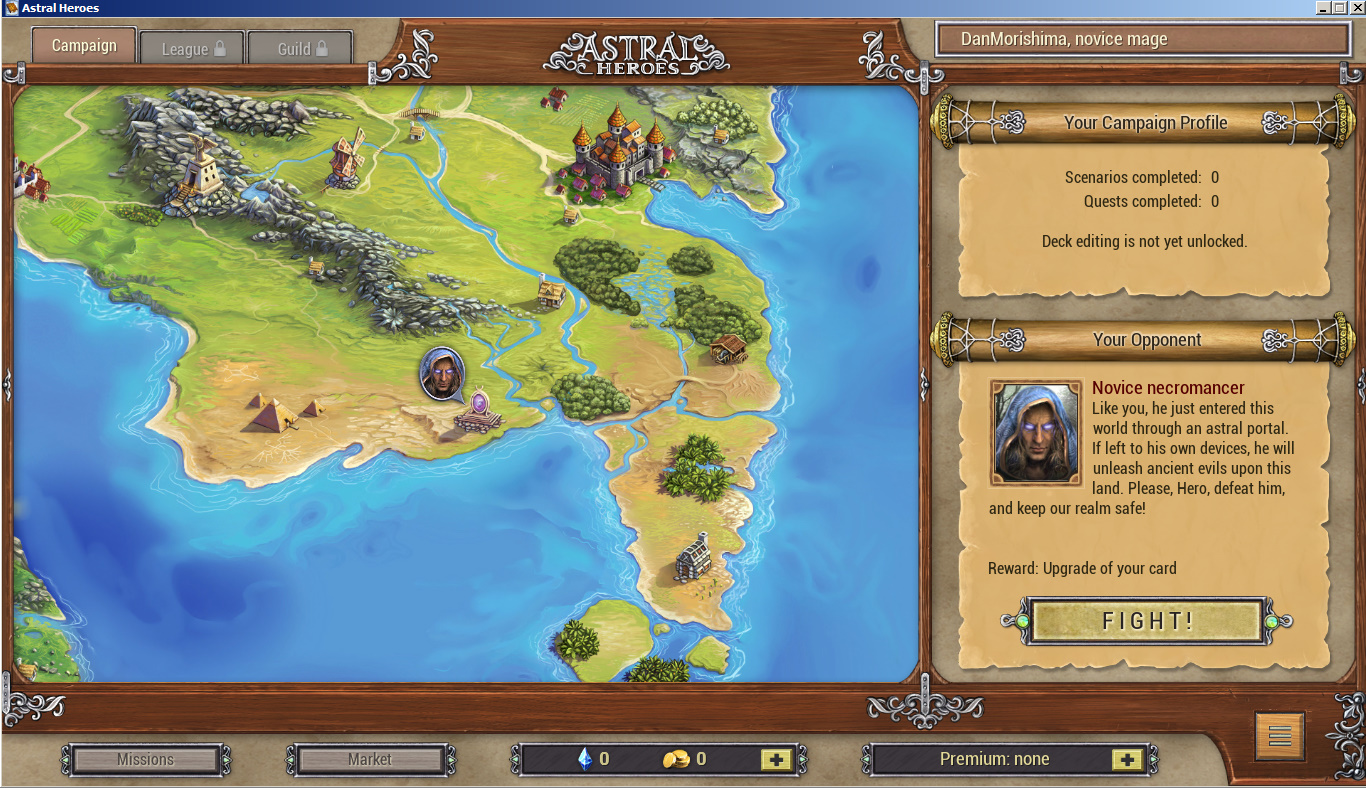 Astral Heroes
Campaign
League
Guild
ASTRAL
HEROES
DanMorishima, novice mage
Your Campaign Profile
Scenarios completed: 0
Quests completed: 0
Deck editing is not yet unlocked.
Your Opponent
Novice necromancer
Like you, he just entered this
world through an astral portal.
If left to his own devices, he will
unleash ancient evils upon this
land. Please, Hero, defeat him,
and keep our realm safe!
Reward: Upgrade of your card
FIGHT!
Missions
Market
0
0
Premium: none